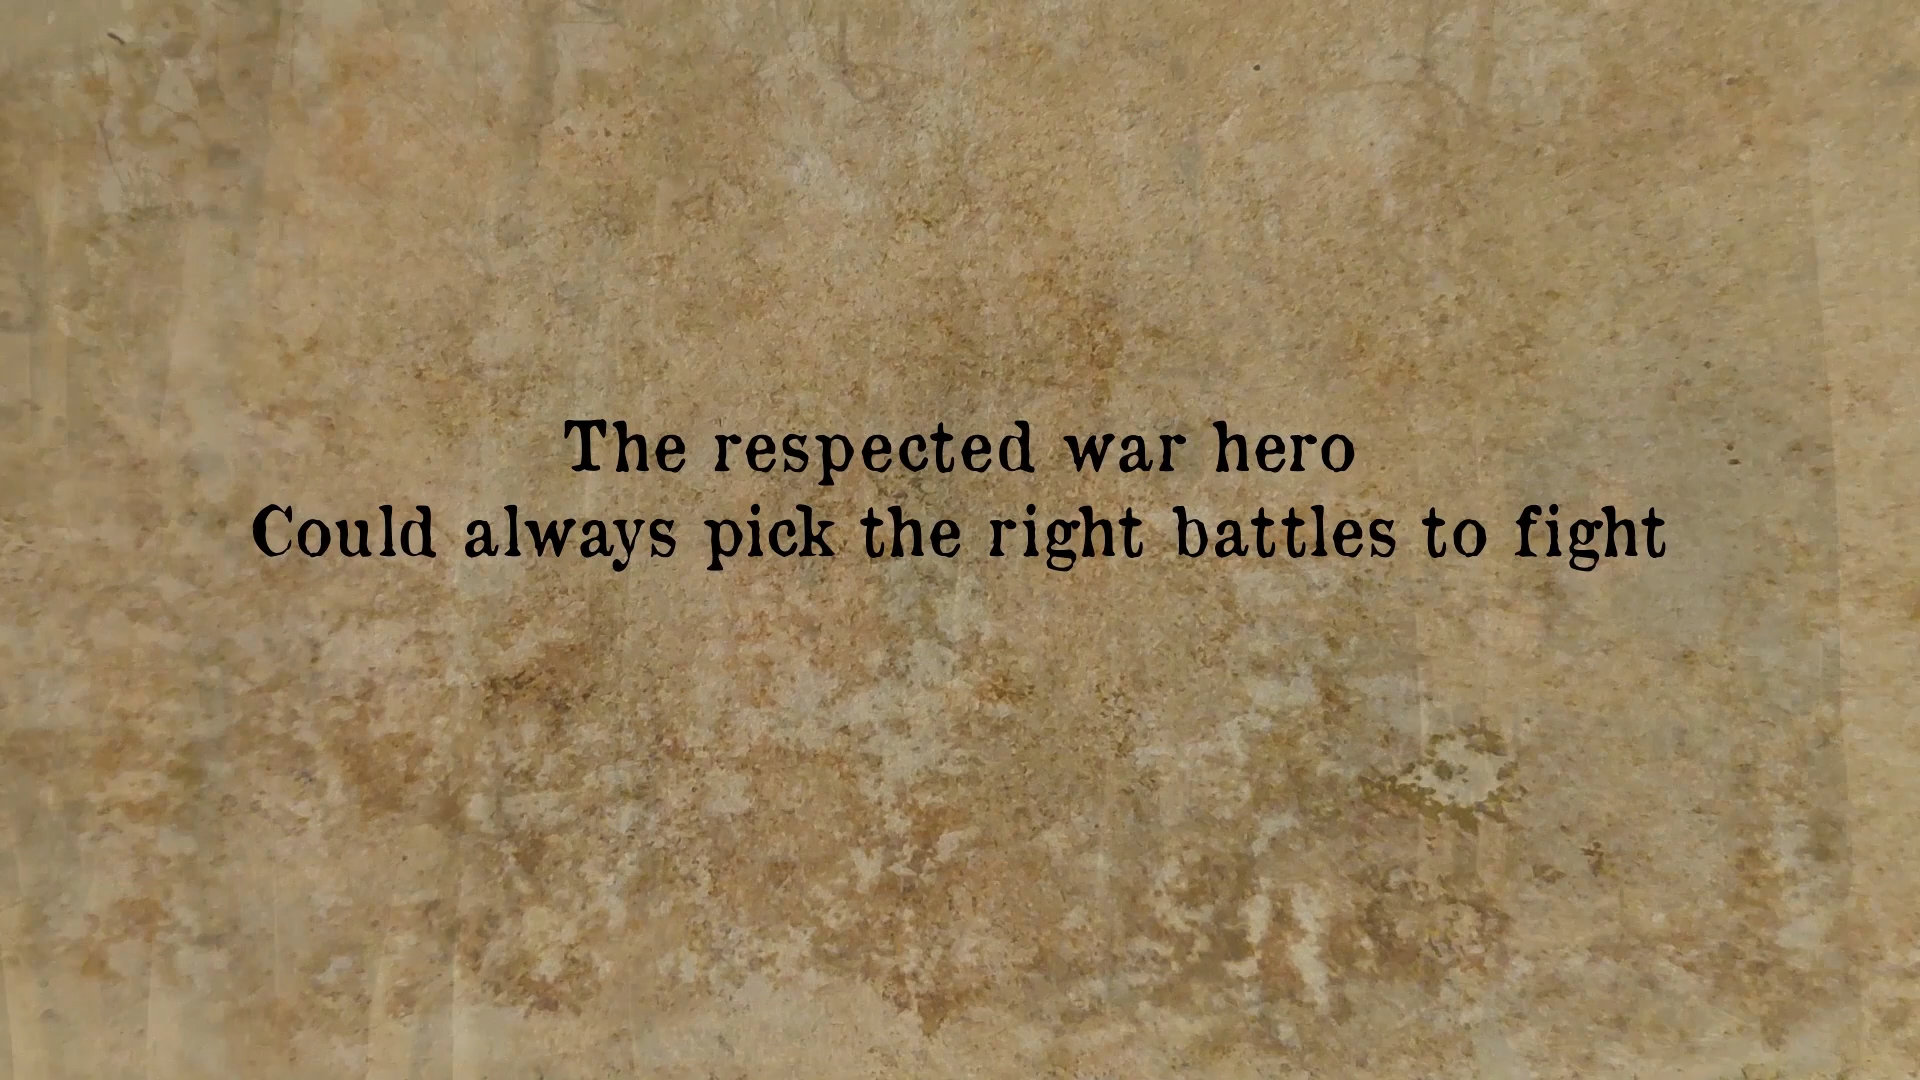 The respected war hero
Could always pick the right battles to fight